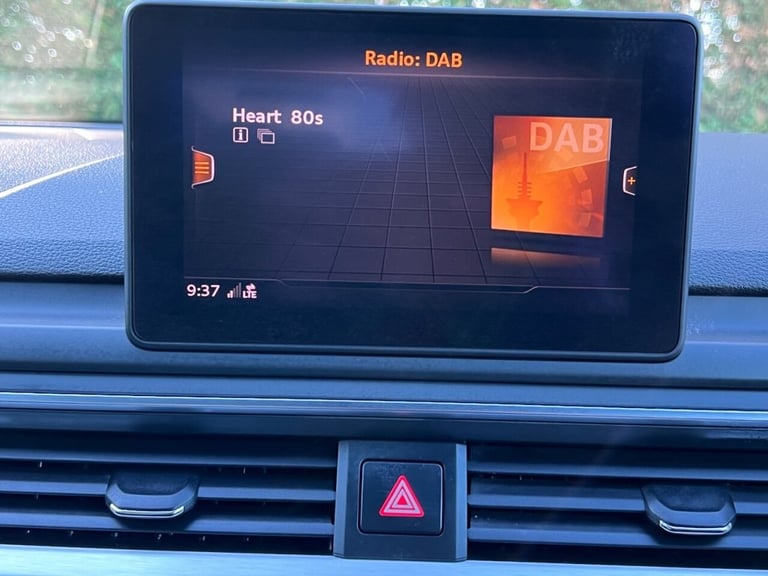 Radio: DAB
Heart 80s
DAB
9:37 LTE